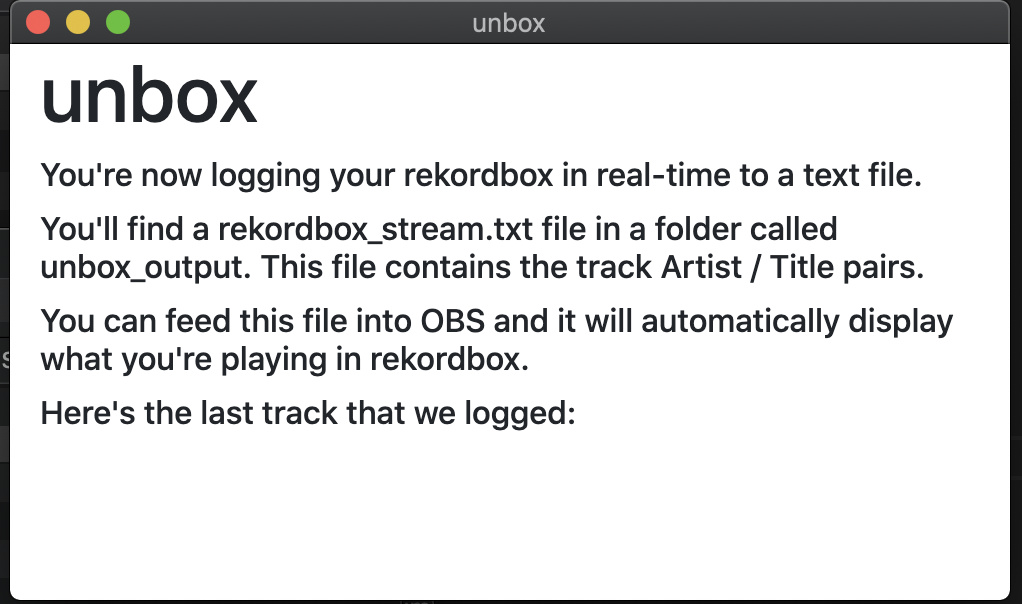 unbox
unbox
You're now logging your rekordbox in real-time to a text file.
You'll find a rekordbox_stream.txt file in a folder called
unbox_output. This file contains the track Artist / Title pairs.
You can feed this file into OBS and it will automatically display
what you're playing in rekordbox.
Here's the last track that we logged: